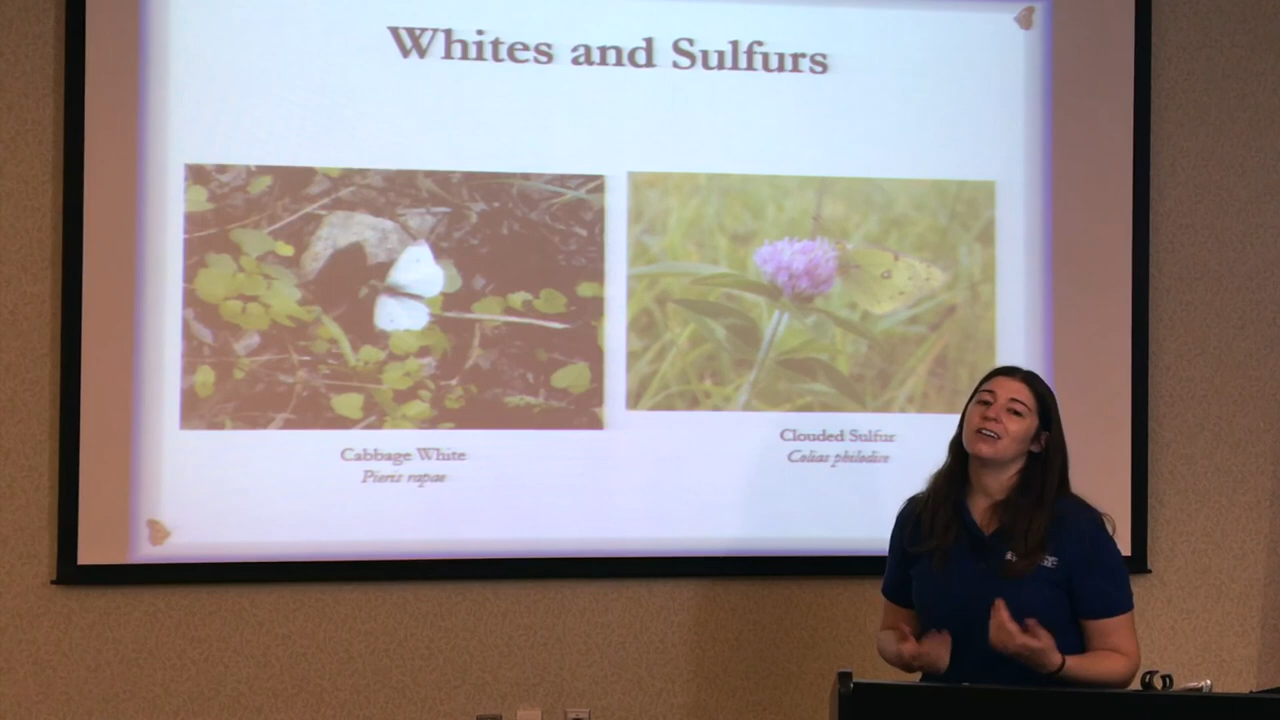 Whites and Sulfurs
Cabbage White
Pieris rapae
Clouded Sulfur
Colias philodice